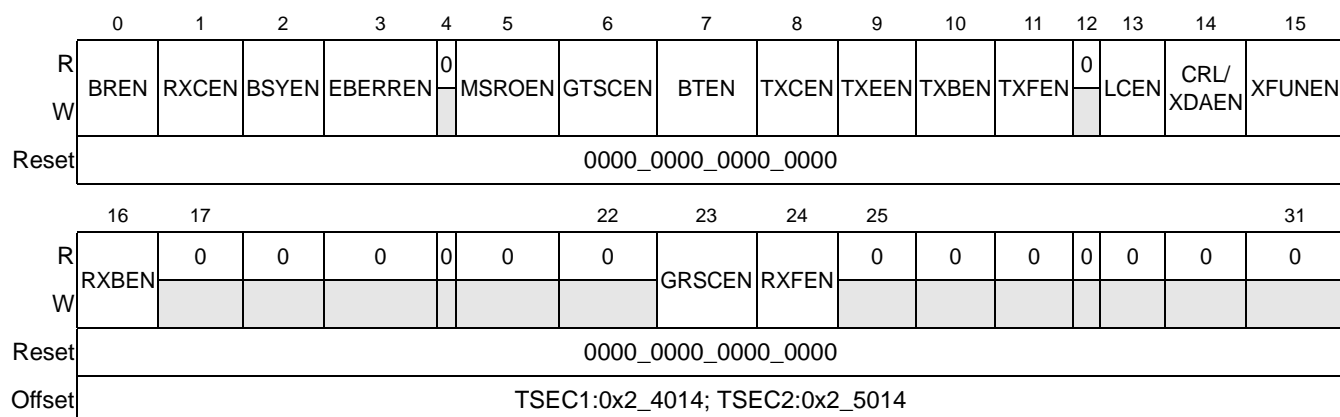 0 1 2 3 4 5 6 7 8 9 10 11 12 13 14 15
R BREN RXCEN BSYEN EBERREN 0 MSROEN GTSCEN BTEN TXCEN TXEEN TXBEN TXFEN 0 LCEN CRL/ XFUNEN
W XDAEN
Reset 0000_0000_0000_0000
16 17 22 23 24 25 31
R RXBEN 0 0 0 0 0 0 GRSCEN RXFEN 0 0 0 0 0 0 0
W
Reset 0000_0000_0000_0000
Offset TSEC1:0x2_4014; TSEC2:0x2_5014